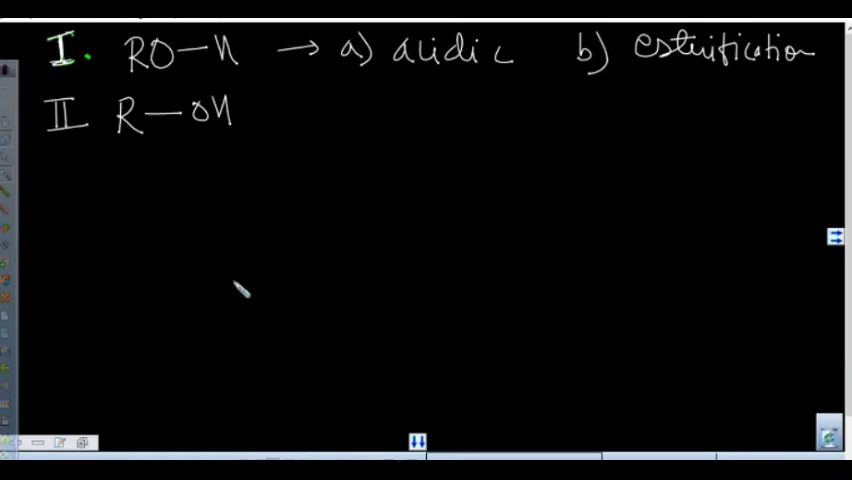 I. RO—H → a) acidic b) esterification
II R—OH